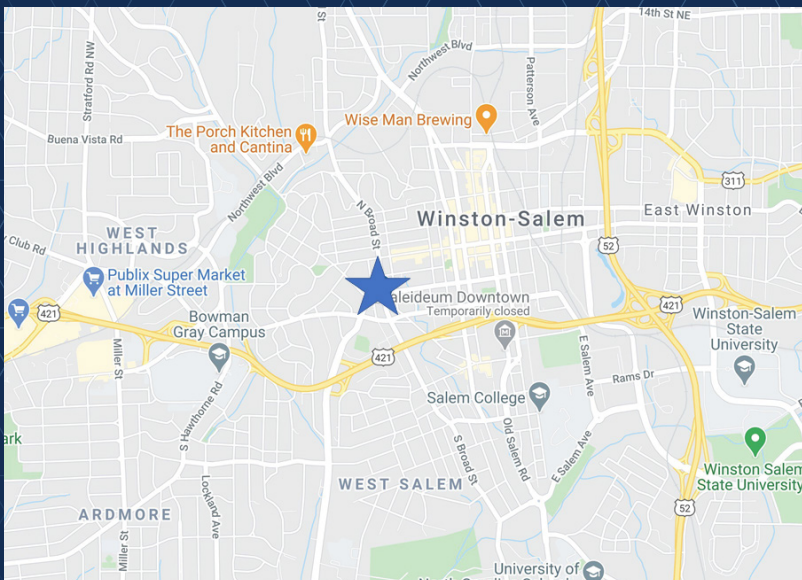 14th St NE
Stratford Rd NW
Northwest Blvd
Patterson Ave
Wise Man Brewing
Buena Vista Rd
The Porch Kitchen
and Cantina
311
Northwest Blvd
N Broad St
Winston-Salem
East Winston
WEST
HIGHLANDS
Club Rd
52
Publix Super Market
at Miller Street
aleideum Downtown
Temporarily closed
421
421
Bowman
Gray Campus
Winston-Salem
State
University
Miller St
421
E Salem Ave
Rams Dr
Salem College
S Hawthorne Rd
Old Salem Rd
S Broad St
E Salem Ave
ark
Winston Salem
State University
WEST SALEM
Lockland Ave
ARDMORE
52
Miller St
University of